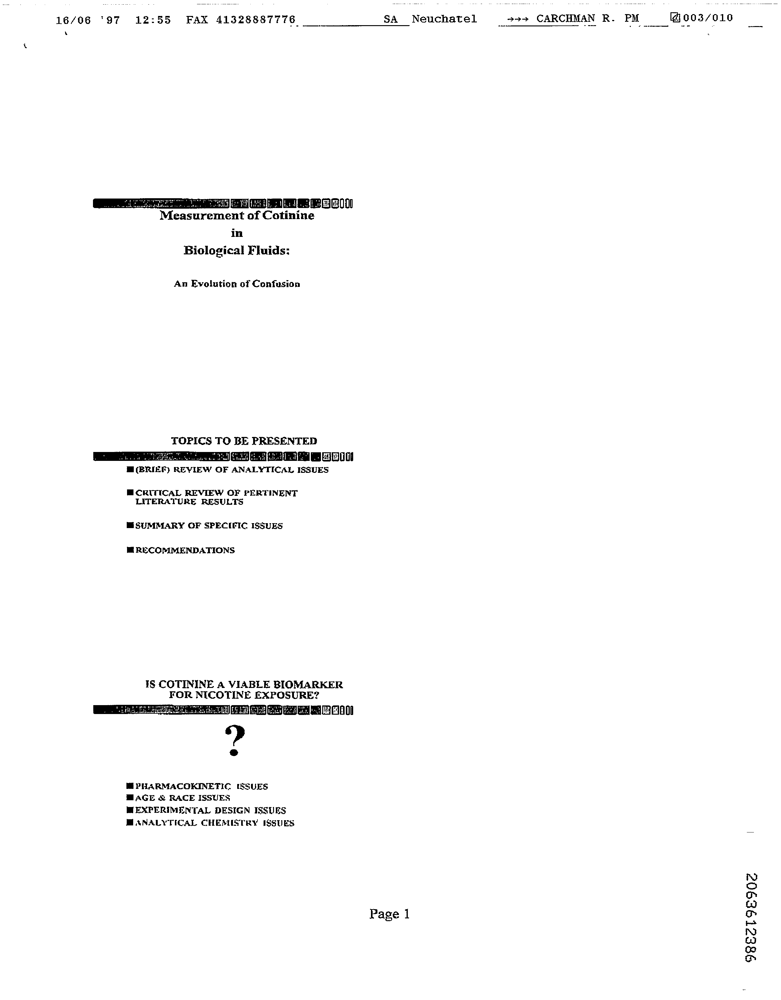 16/06 '97 12:55 FAX 41328887776 SA Neuchatel →→→ CARCHMAN R. PM 003/010
Measurement of Cotinine
in
Biological Fluids:
An Evolution of Confusion
TOPICS TO BE PRESENTED
■ (BRIEF) REVIEW OF ANALYTICAL ISSUES
■ CRITICAL REVIEW OF PERTINENT
LITERATURE RESULTS
■ SUMMARY OF SPECIFIC ISSUES
■ RECOMMENDATIONS
IS COTININE A VIABLE BIOMARKER
FOR NICOTINE EXPOSURE?
?
■ PHARMACOKINETIC ISSUES
■ AGE & RACE ISSUES
■ EXPERIMENTAL DESIGN ISSUES
■ ANALYTICAL CHEMISTRY ISSUES
Page 1
2063612386